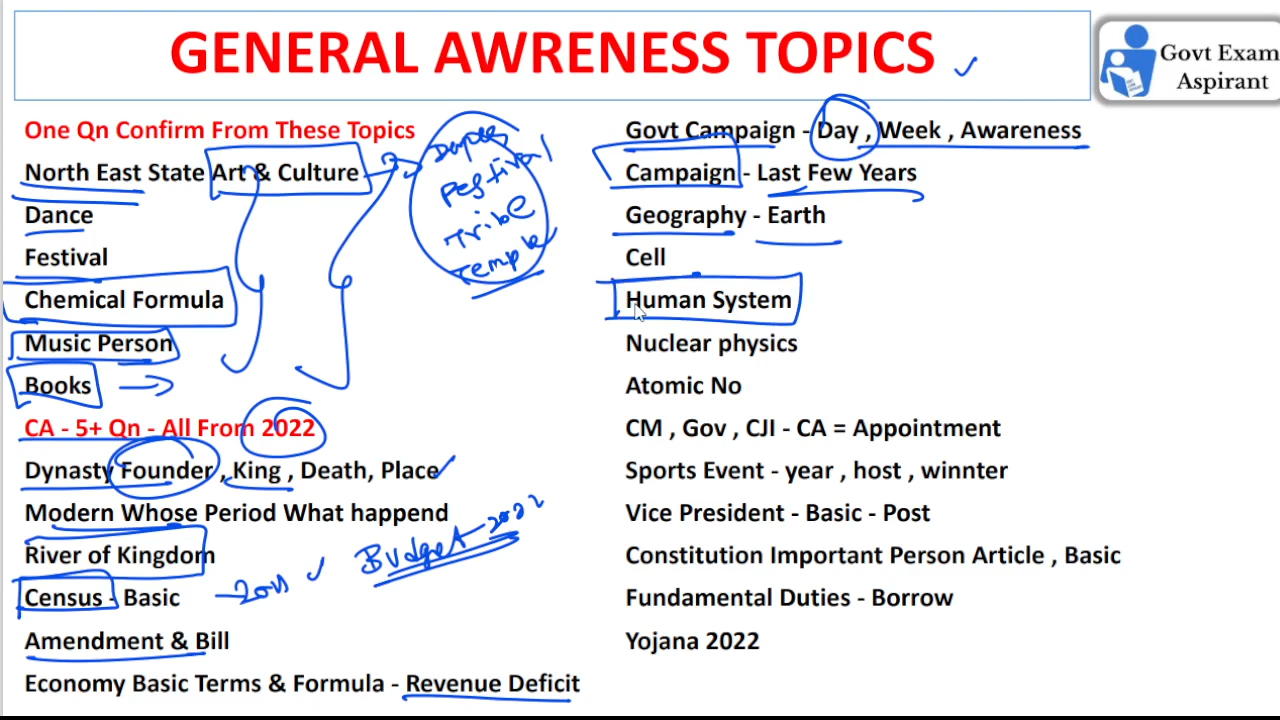 GENERAL AWRENESS TOPICS
Govt Exam
Aspirant
One Qn Confirm From These Topics
North East State Art & Culture
Dance
Festival
Chemical Formula
Music Person
Books
Festival
Tribe
Temple
CA - 5+ Qn - All From 2022
Dynasty Founder , King , Death, Place
Modern Whose Period What happend
River of Kingdom
Census - Basic
2011
Budget - 2022
Amendment & Bill
Economy Basic Terms & Formula - Revenue Deficit
Govt Campaign - Day , Week , Awareness
Campaign - Last Few Years
Geography - Earth
Cell
Human System
Nuclear physics
Atomic No
CM , Gov , CJI - CA = Appointment
Sports Event - year , host , winnter
Vice President - Basic - Post
Constitution Important Person Article , Basic
Fundamental Duties - Borrow
Yojana 2022